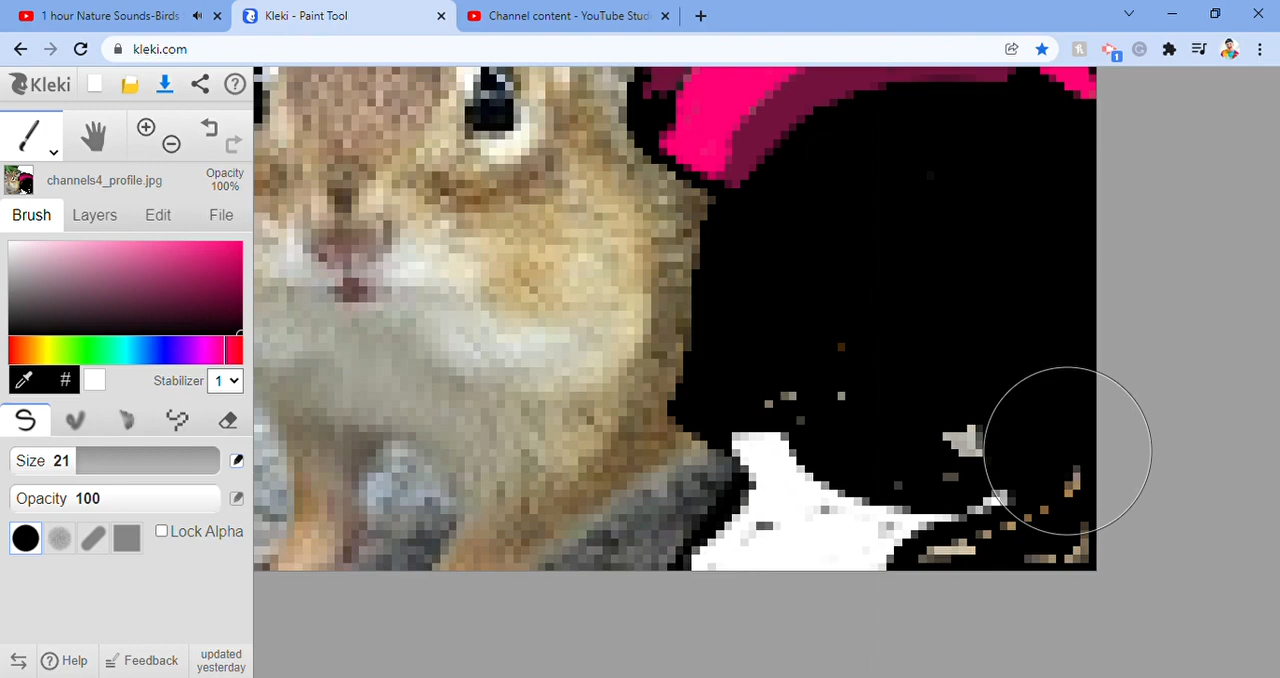 1 hour Nature Sounds-Birds
Kleki - Paint Tool
Channel content - YouTube Studi
kleki.com
1
Kleki
channels4_profile.jpg
Opacity
100%
Brush
Layers
Edit
File
#
Stabilizer
1
Size 21
Opacity 100
Lock Alpha
Help
Feedback
updated
yesterday